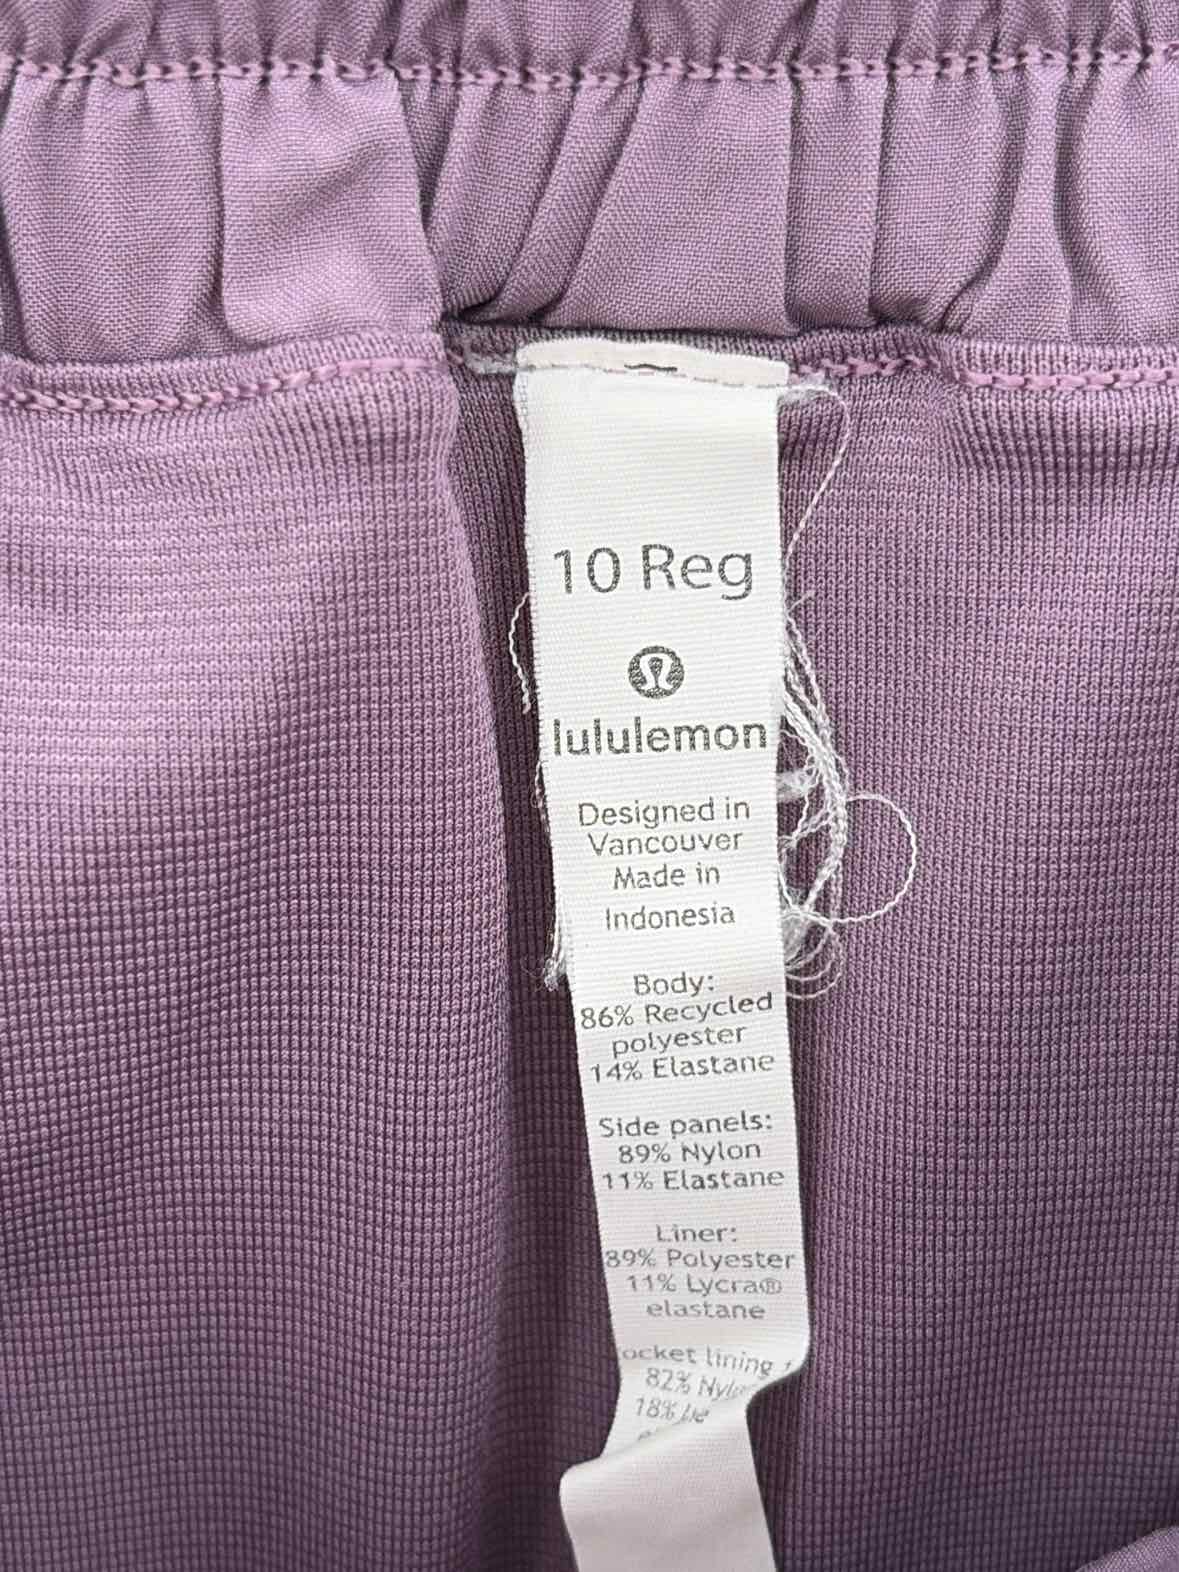 10 Reg
lululemon
Designed in
Vancouver
Made in
Indonesia
Body:
86% Recycled
polyester
14% Elastane
Side panels:
89% Nylon
11% Elastane
Liner:
89% Polyester
11% Lycra®
elastane
lining
82%
18%